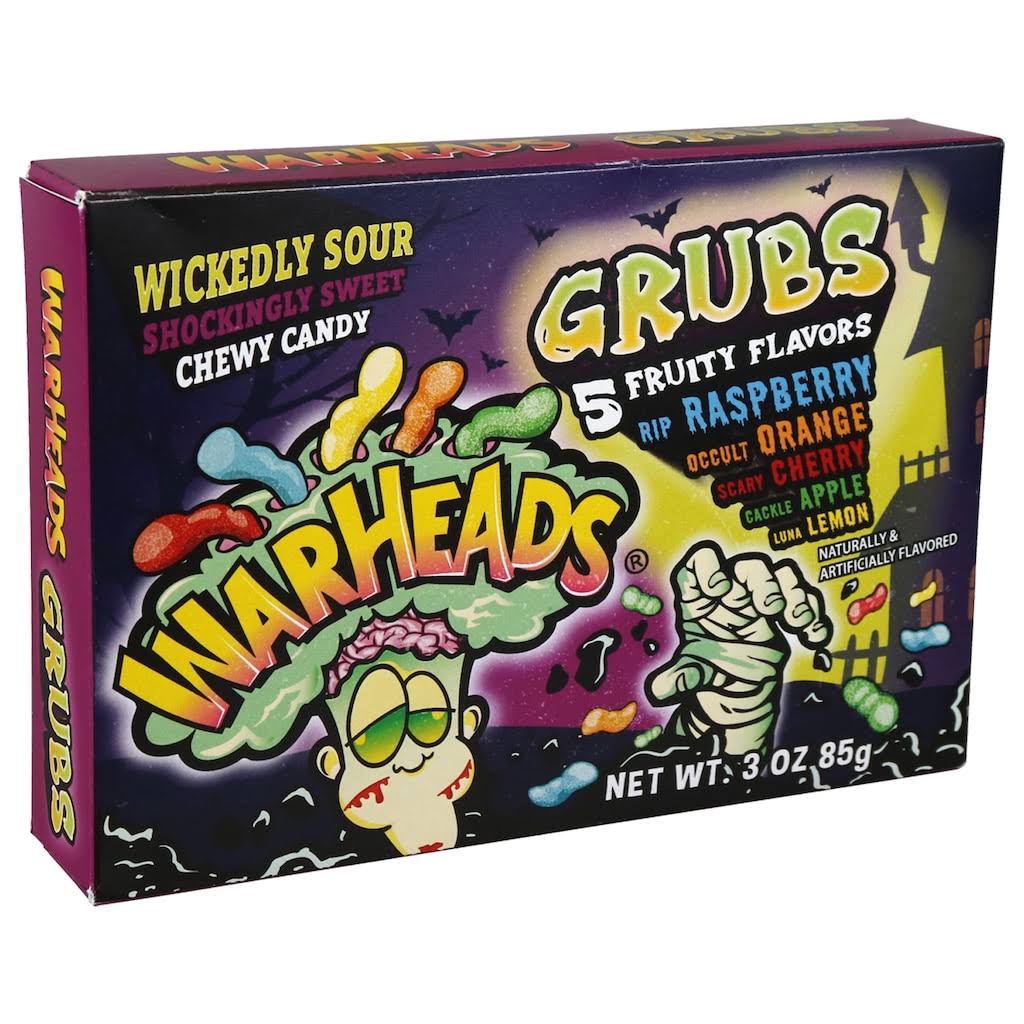 WARHEADS GRUBS
WARHEADS GRUBS
WICKEDLY SOUR
SHOCKINGLY SWEET
CHEWY CANDY
WARHEADS®
GRUBS
5 FRUITY FLAVORS
RIP RASPBERRY
OCCULT ORANGE
SCARY CHERRY
CACKLE APPLE
LUNA LEMON
NATURALLY &
ARTIFICIALLY FLAVORED
NET WT. 3 OZ 85g